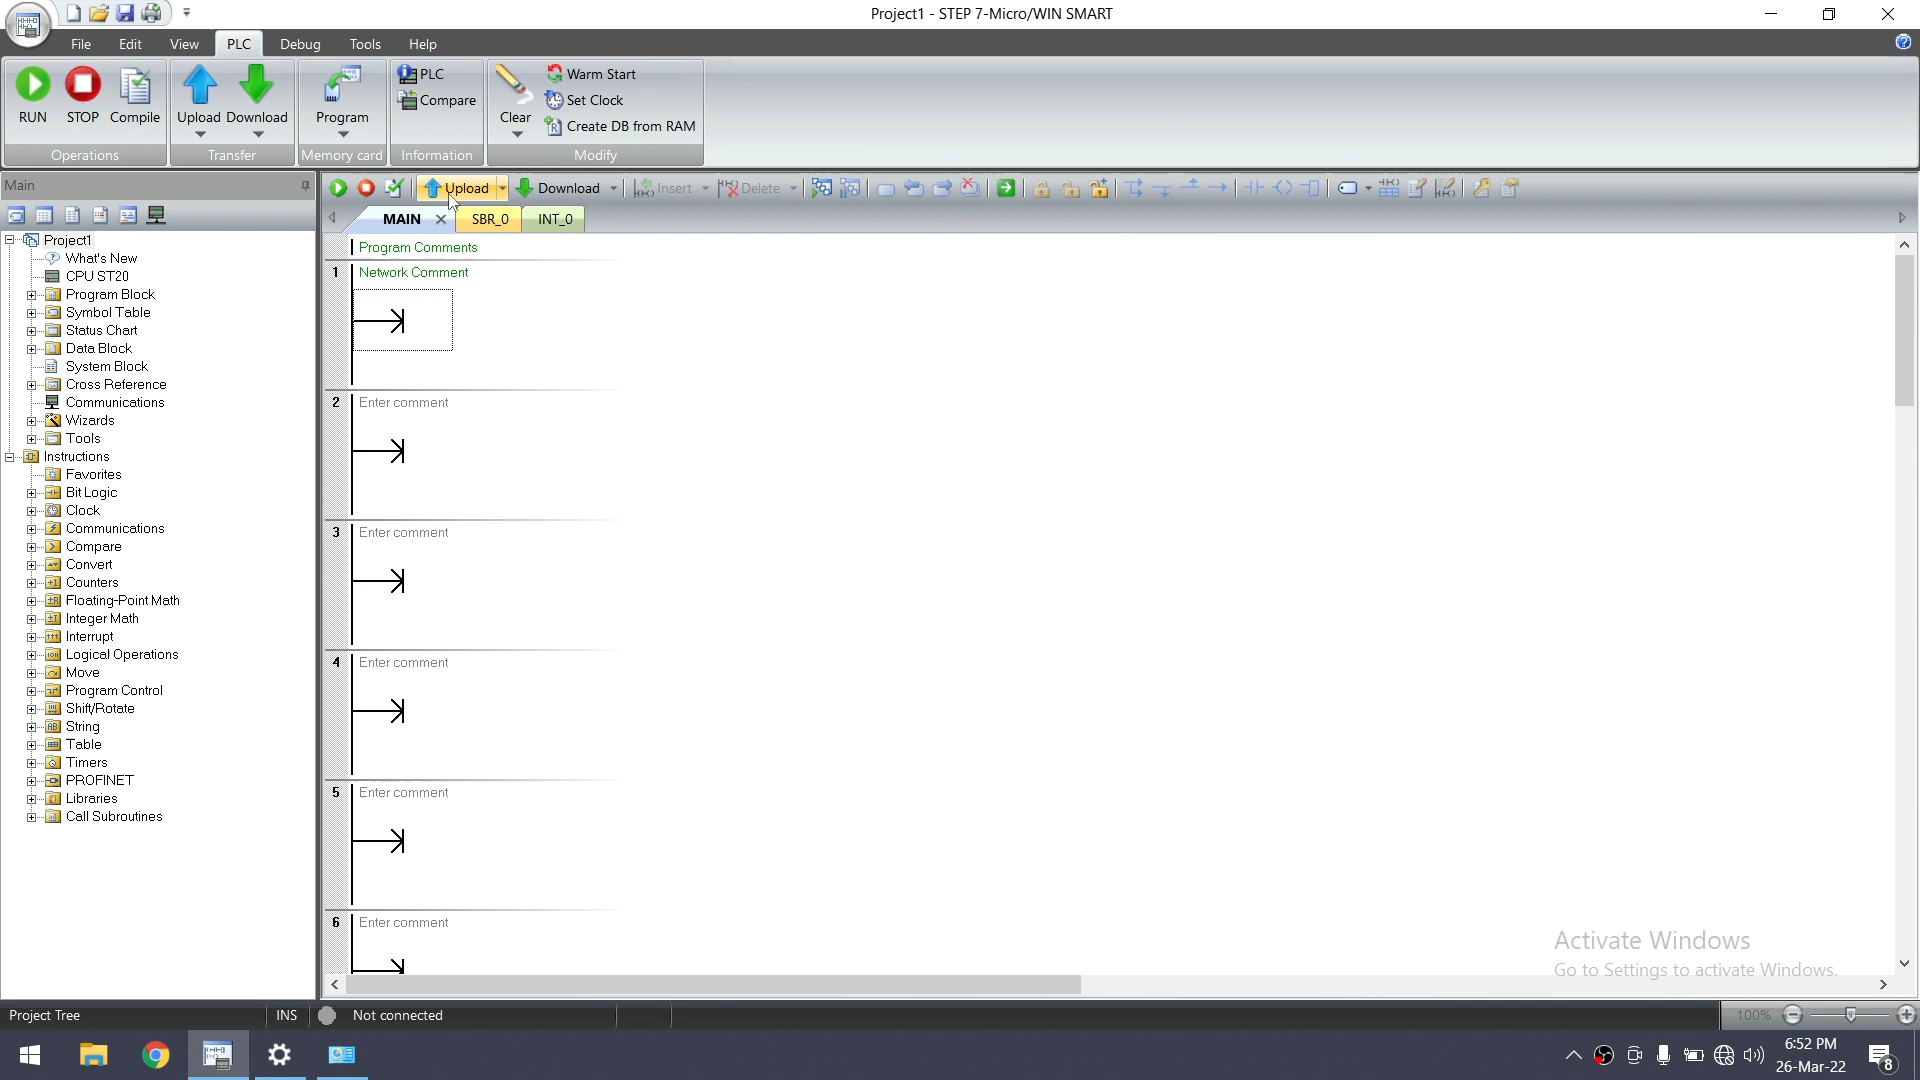 Project1 - STEP 7-Micro/WIN SMART
File Edit View PLC Debug Tools Help
RUN STOP Compile
Operations
Upload Download
Transfer
Program
Memory card
PLC
Compare
Information
Clear
Warm Start
Set Clock
Create DB from RAM
Modify
Main
Upload Download Insert Delete
MAIN SBR_0 INT_0
Project1
What's New
CPU ST20
Program Block
Symbol Table
Status Chart
Data Block
System Block
Cross Reference
Communications
Wizards
Tools
Instructions
Favorites
Bit Logic
Clock
Communications
Compare
Convert
Counters
Floating-Point Math
Integer Math
Interrupt
Logical Operations
Move
Program Control
Shift/Rotate
String
Table
Timers
PROFINET
Libraries
Call Subroutines
Program Comments
1 Network Comment
2 Enter comment
3 Enter comment
4 Enter comment
5 Enter comment
6 Enter comment
Activate Windows
Go to Settings to activate Windows.
Project Tree INS Not connected 100%
6:52 PM
26-Mar-22
8